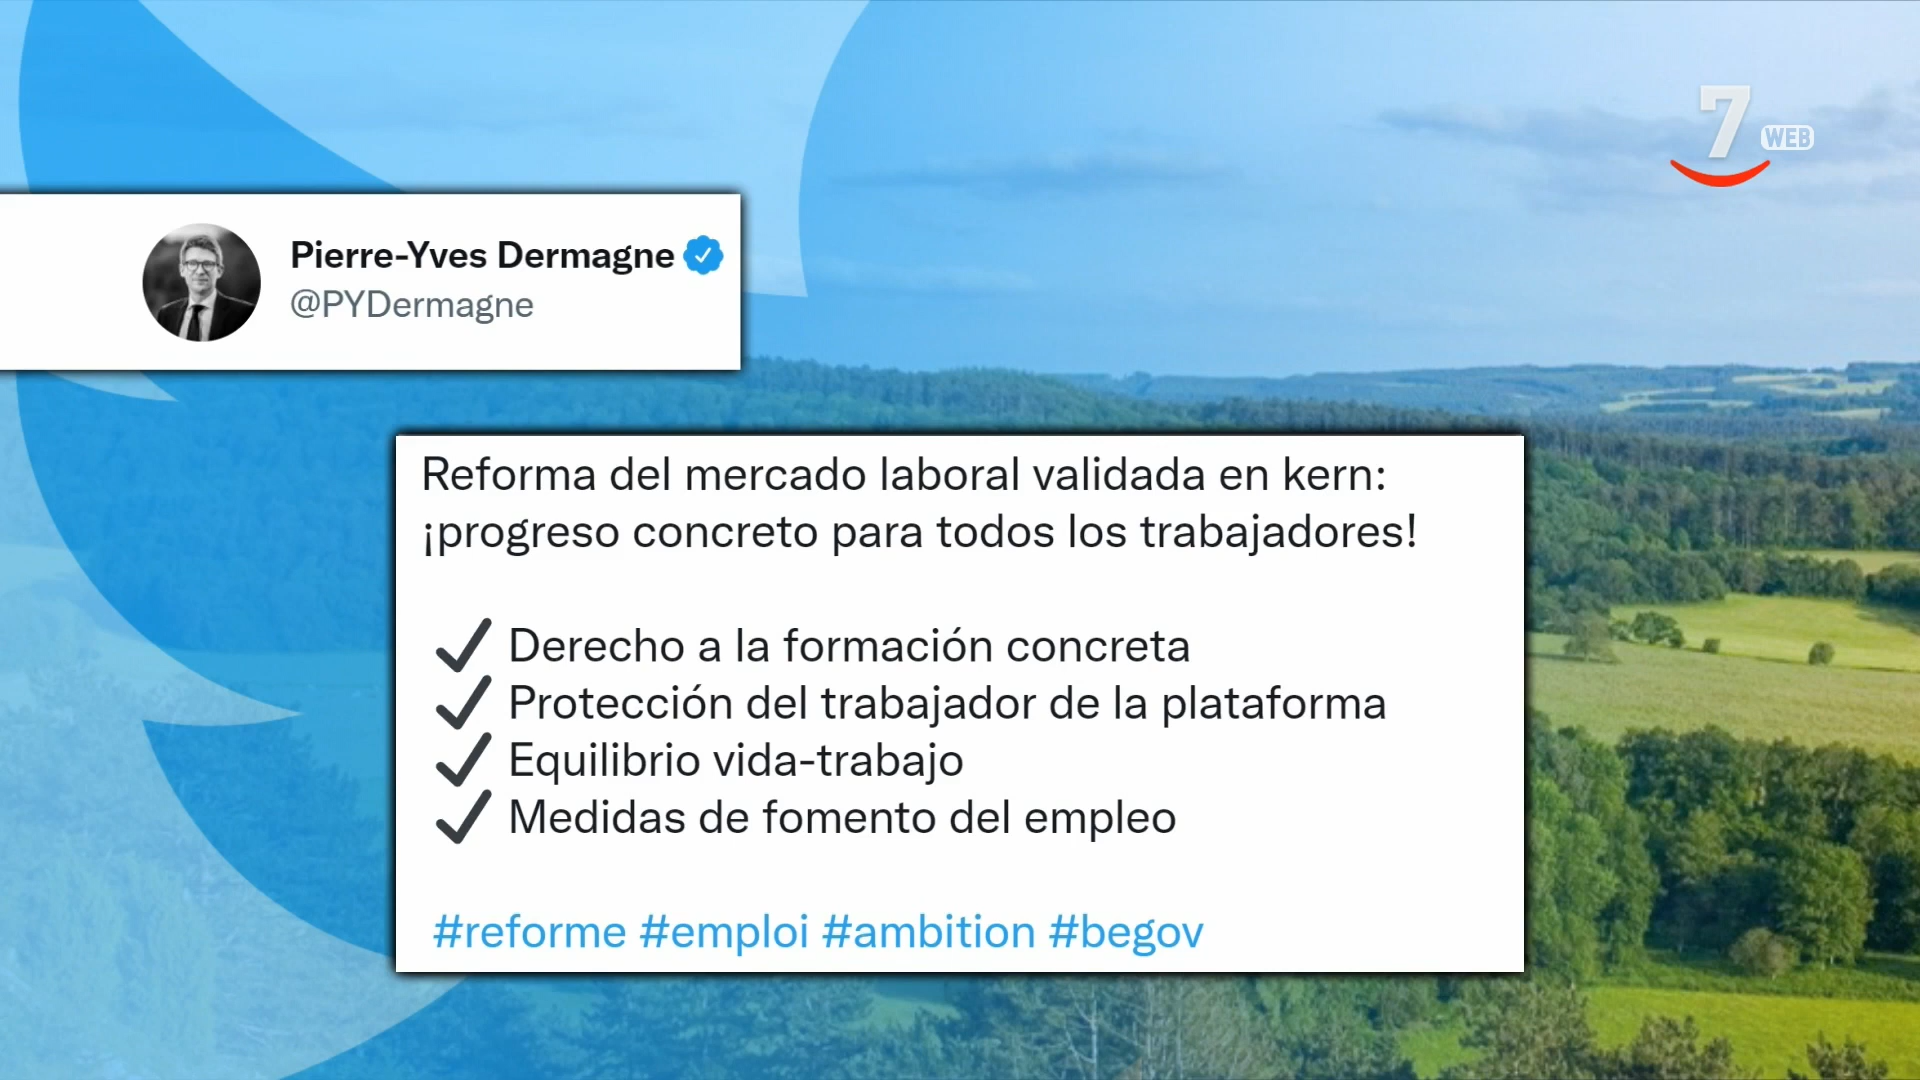 7
WEB
Pierre-Yves Dermagne
@PYDermagne
Reforma del mercado laboral validada en kern:
¡progreso concreto para todos los trabajadores!
Derecho a la formación concreta
Protección del trabajador de la plataforma
Equilibrio vida-trabajo
Medidas de fomento del empleo
#reforme #emploi #ambition #begov